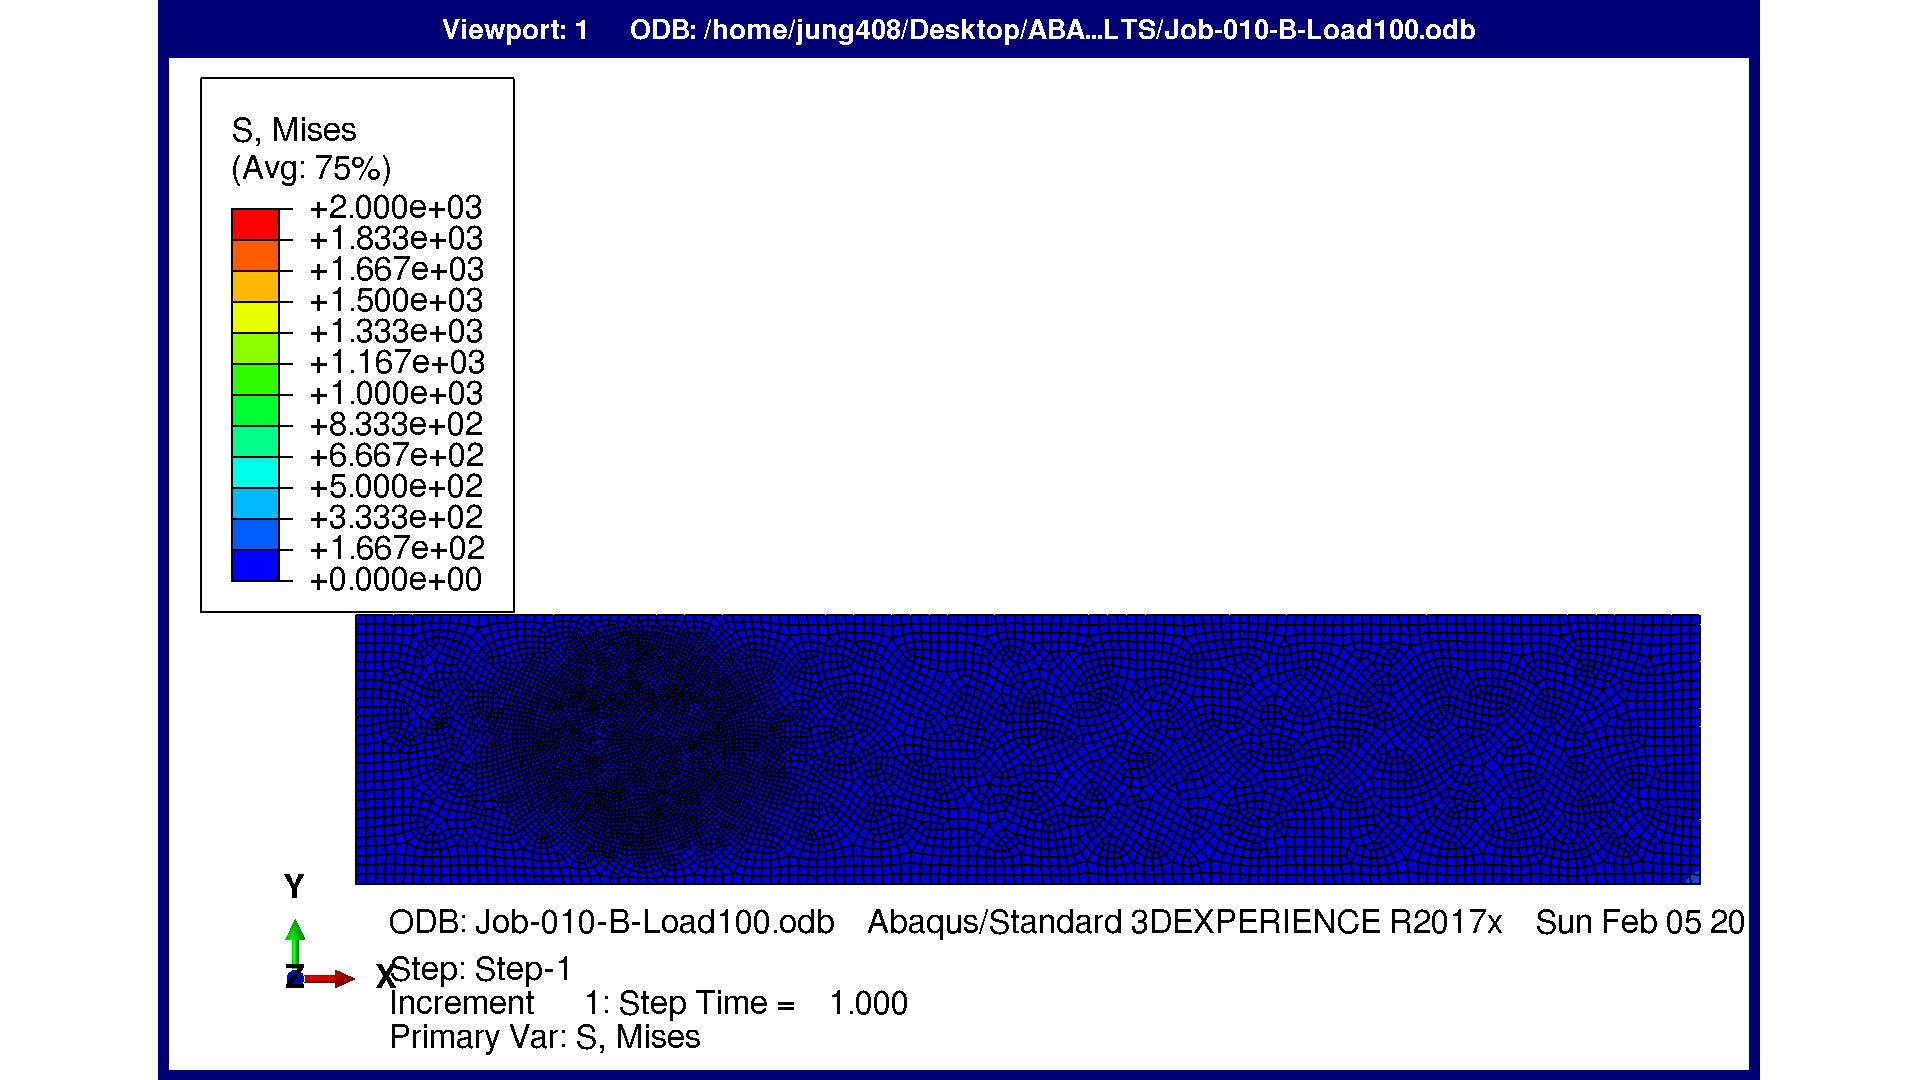 Viewport: 1 ODB: /home/jung408/Desktop/ABA...LTS/Job-010-B-Load100.odb
S, Mises
(Avg: 75%)
+2.000e+03
+1.833e+03
+1.667e+03
+1.500e+03
+1.333e+03
+1.167e+03
+1.000e+03
+8.333e+02
+6.667e+02
+5.000e+02
+3.333e+02
+1.667e+02
+0.000e+00
Y
Z
X
ODB: Job-010-B-Load100.odb Abaqus/Standard 3DEXPERIENCE R2017x Sun Feb 05 20
Step: Step-1
Increment 1: Step Time = 1.000
Primary Var: S, Mises